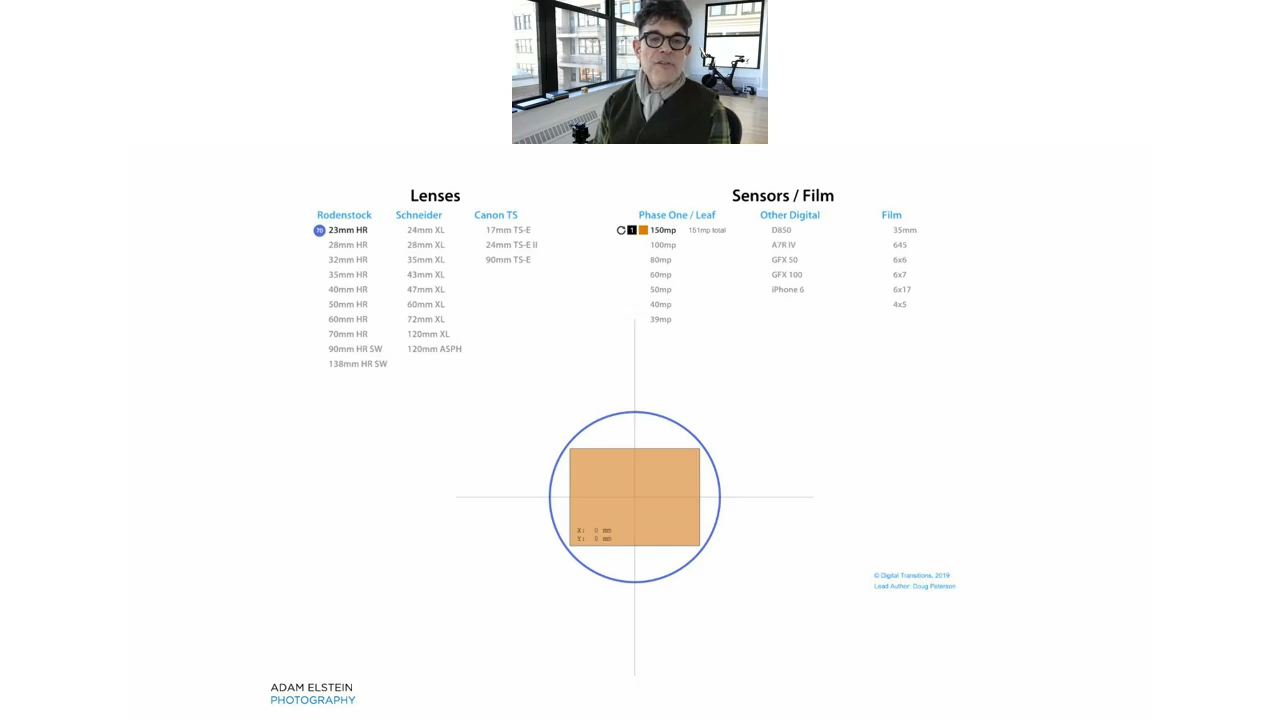 Lenses
Rodenstock Schneider Canon TS
70 23mm HR 24mm XL 17mm TS-E
28mm HR 28mm XL 24mm TS-E II
32mm HR 35mm XL 90mm TS-E
35mm HR 43mm XL
40mm HR 47mm XL
50mm HR 60mm XL
60mm HR 72mm XL
70mm HR 120mm XL
90mm HR SW 120mm ASPH
138mm HR SW
Sensors / Film
Phase One / Leaf Other Digital Film
1 150mp 151mp total D850 35mm
100mp A7R IV 645
80mp GFX 50 6x6
60mp GFX 100 6x7
50mp iPhone 6 6x17
40mp 4x5
39mp
X: 0 mm
Y: 0 mm
© Digital Transitions, 2019
Lead Author: Doug Peterson
ADAM ELSTEIN
PHOTOGRAPHY